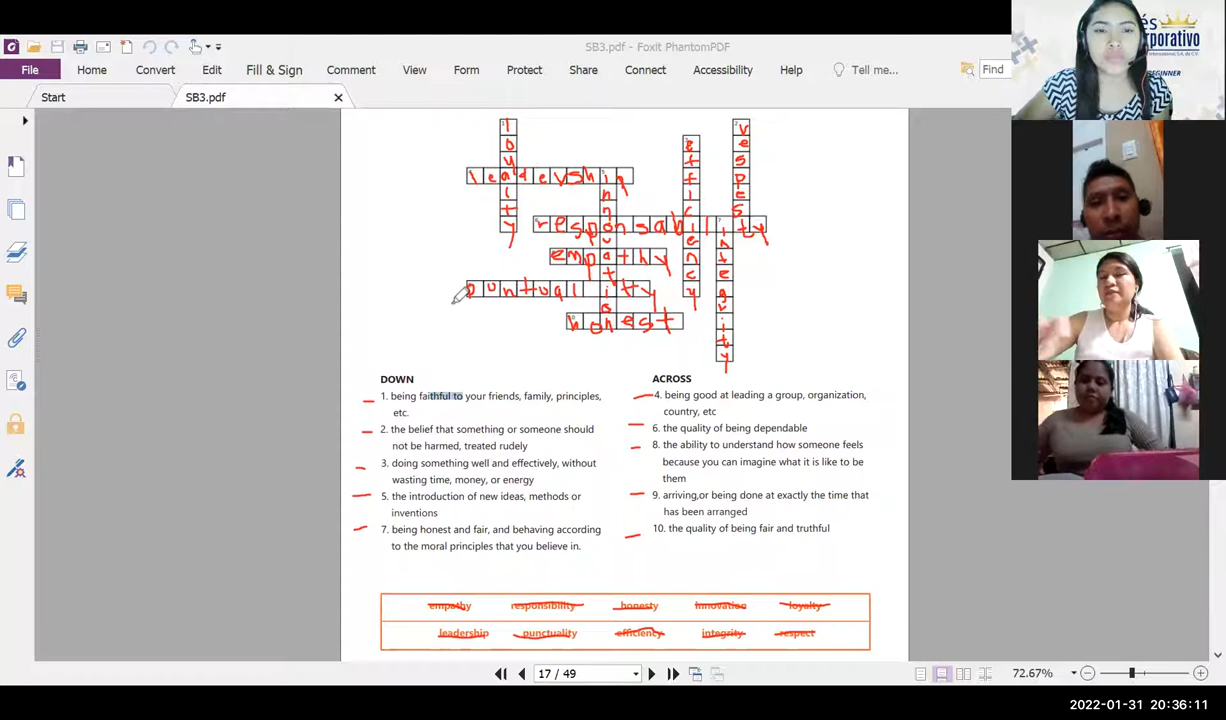 SB3.pdf - Foxit PhantomPDF
File Home Convert Edit Fill & Sign Comment View Form Protect Share Connect Accessibility Help Tell me... Find
Start SB3.pdf
és
orporativo
Internacional, S.A. de C.V.
BEGINNER
loyalty
respest
efficiency
leadership
innovation
responsability
integrity
empathy
puntuality
honest
DOWN
1. being faithful to your friends, family, principles,
etc.
2. the belief that something or someone should
not be harmed, treated rudely
3. doing something well and effectively, without
wasting time, money, or energy
5. the introduction of new ideas, methods or
inventions
7. being honest and fair, and behaving according
to the moral principles that you believe in.
ACROSS
4. being good at leading a group, organization,
country, etc
6. the quality of being dependable
8. the ability to understand how someone feels
because you can imagine what it is like to be
them
9. arriving,or being done at exactly the time that
has been arranged
10. the quality of being fair and truthful
empathy responsibility honesty innovation loyalty
leadership punctuality efficiency integrity respect
17 / 49
72.67%
2022-01-31 20:36:11